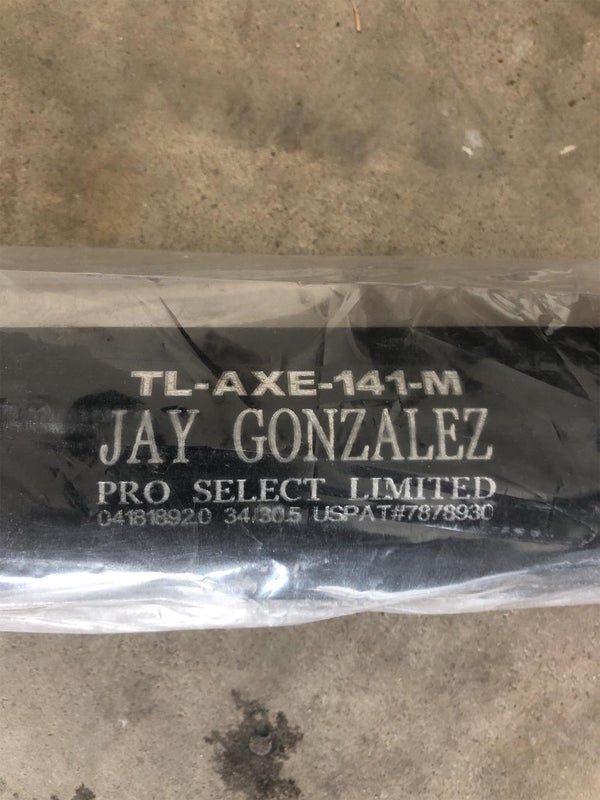 TL-AXE-141-M
JAY GONZALEZ
PRO SELECT LIMITED
041818920 34/30.5 USPAT#7878930